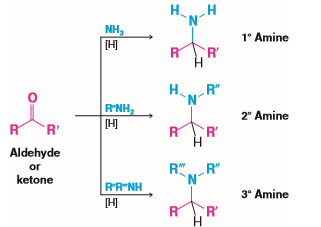 H H
N
NH₃
[H]
1° Amine
R R'
H
O
H R"
N
R"NH₂
[H]
2° Amine
R R'
R R'
H
Aldehyde
or
ketone
R''' R"
N
R"R'''NH
[H]
3° Amine
R R'
H